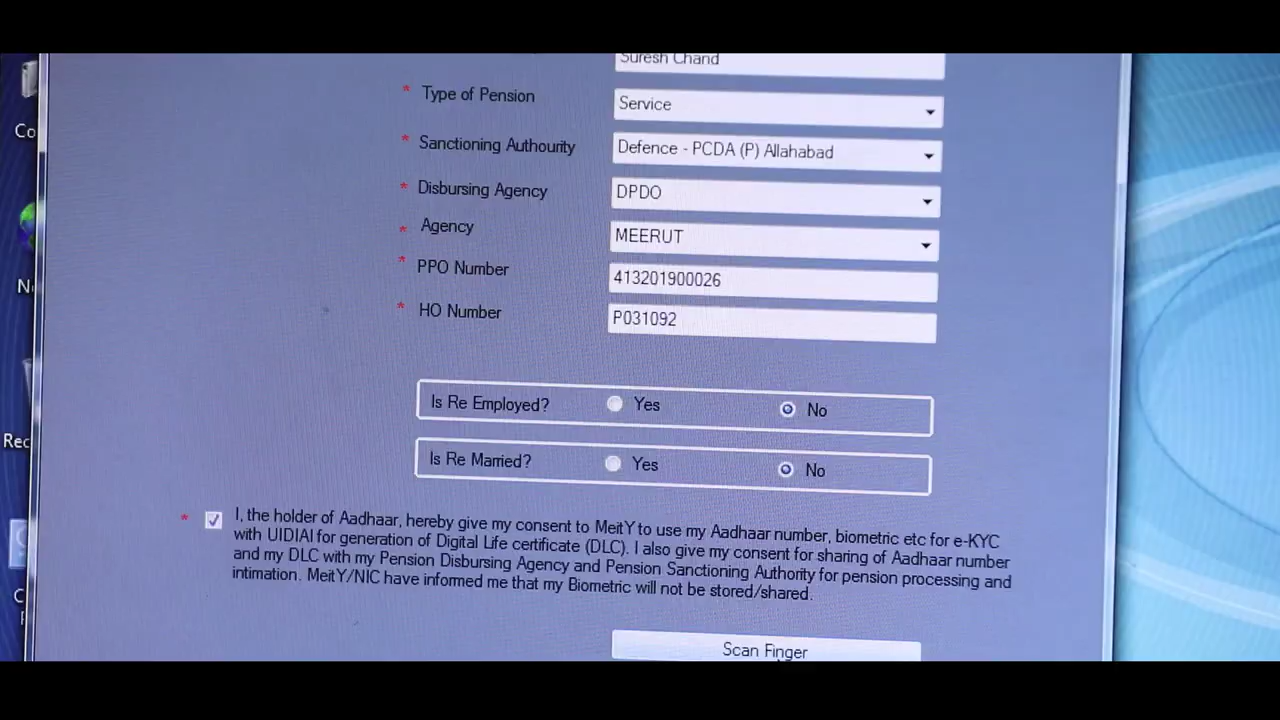 Suresh Chand
* Type of Pension Service
* Sanctioning Authourity Defence - PCDA (P) Allahabad
* Disbursing Agency DPDO
* Agency MEERUT
* PPO Number 413201900026
* HO Number P031092
Is Re Employed? Yes No
Is Re Married? Yes No
* I, the holder of Aadhaar, hereby give my consent to MeitY to use my Aadhaar number, biometric etc for e-KYC
with UIDIAI for generation of Digital Life certificate (DLC). I also give my consent for sharing of Aadhaar number
and my DLC with my Pension Disbursing Agency and Pension Sanctioning Authority for pension processing and
intimation. MeitY/NIC have informed me that my Biometric will not be stored/shared.
Scan Finger
Co
Rec